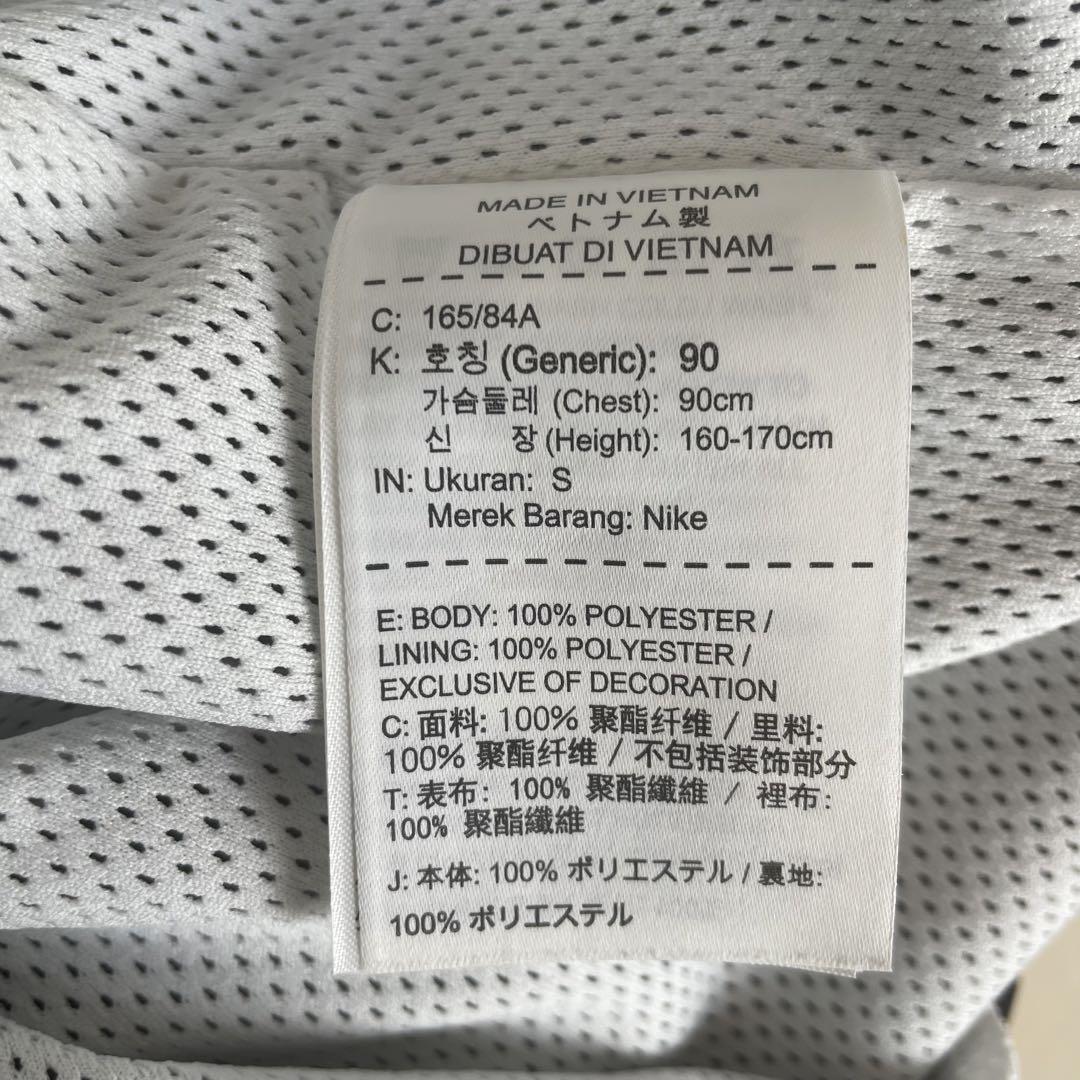 MADE IN VIETNAM
ベトナム製
DIBUAT DI VIETNAM
C: 165/84A
K: 호칭 (Generic): 90
가슴둘레 (Chest): 90cm
신 장 (Height): 160-170cm
IN: Ukuran: S
Merek Barang: Nike
E: BODY: 100% POLYESTER /
LINING: 100% POLYESTER /
EXCLUSIVE OF DECORATION
C: 面料: 100% 聚酯纤维 / 里料:
100% 聚酯纤维 / 不包括装饰部分
T: 表布: 100% 聚酯纖維 / 裡布:
100% 聚酯纖維
J: 本体: 100% ポリエステル / 裏地:
100% ポリエステル